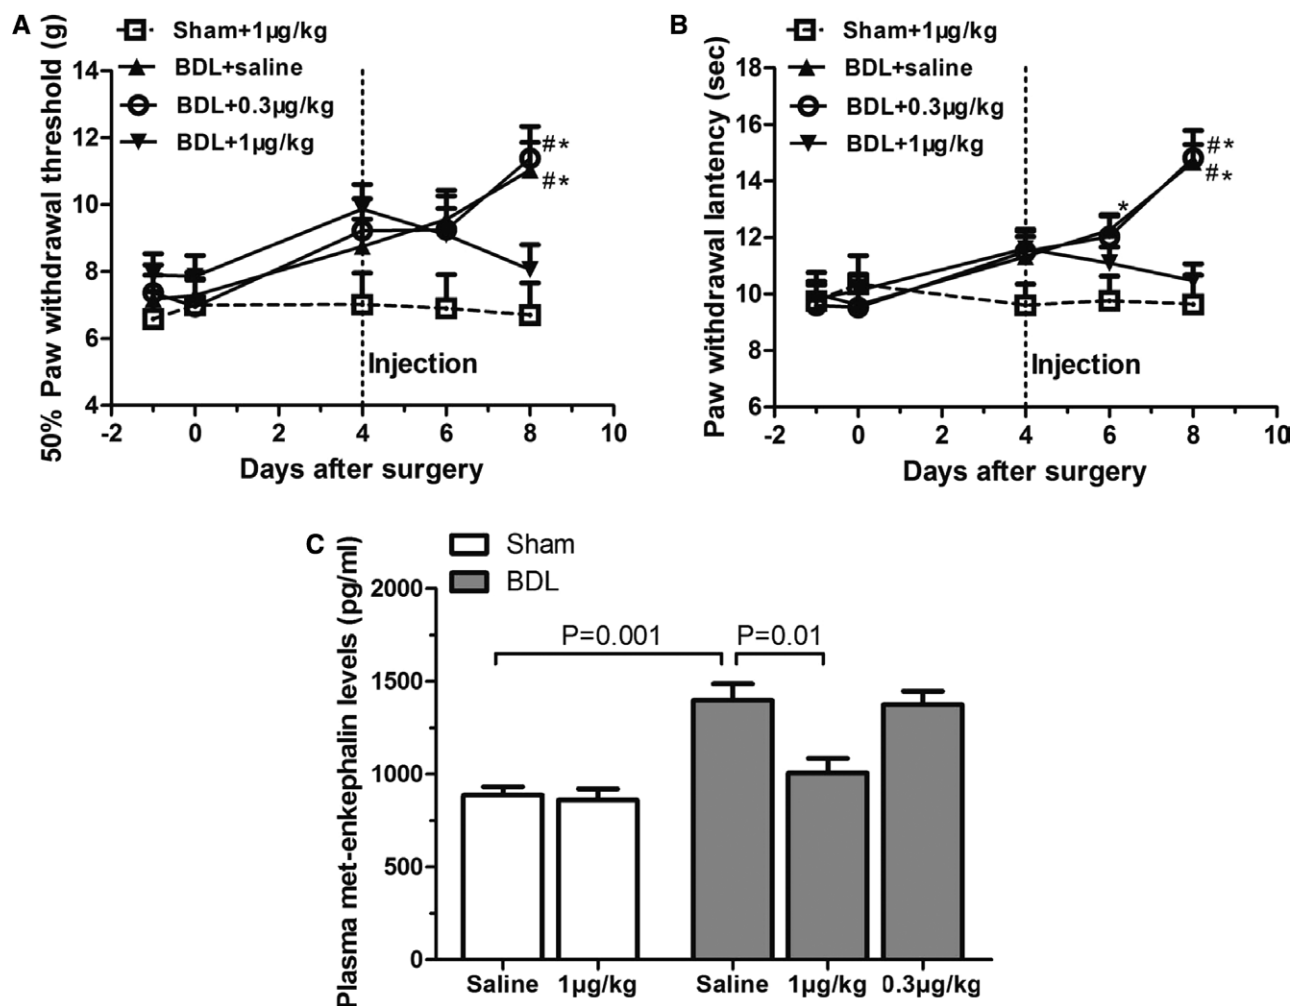 A
50% Paw withdrawal threshold (g)
Sham+1µg/kg
BDL+saline
BDL+0.3µg/kg
BDL+1µg/kg
14
12
10
8
6
4
#*
#*
Injection
-2 0 2 4 6 8 10
Days after surgery
B
Paw withdrawal lantency (sec)
Sham+1µg/kg
BDL+saline
BDL+0.3µg/kg
BDL+1µg/kg
18
16
14
12
10
8
6
*
#*
#*
Injection
-2 0 2 4 6 8 10
Days after surgery
C
Plasma met-enkephalin levels (pg/ml)
Sham
BDL
2000
1500
1000
500
0
P=0.001 P=0.01
Saline 1µg/kg Saline 1µg/kg 0.3µg/kg